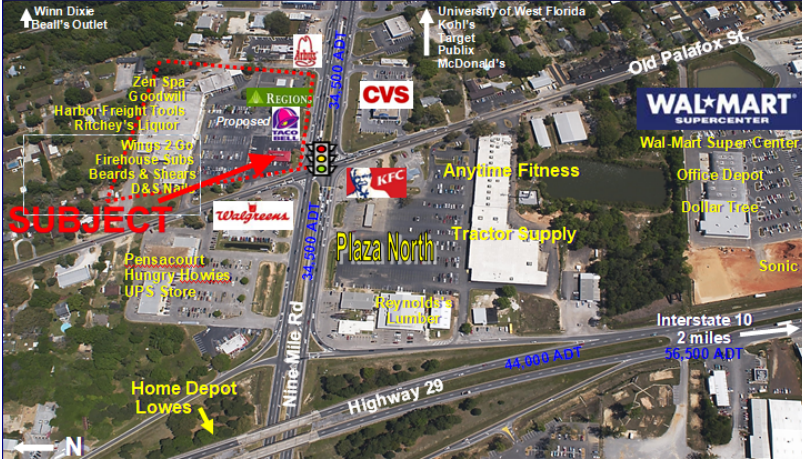 Winn Dixie
Beall's Outlet
University of West Florida
Kohl's
Target
Publix
McDonald's
Arby's
34,500 ADT
Old Palafox St.
Zen Spa
Goodwill
Harbor Freight Tools
Ritchey's Liquor
REGIONS
Proposed
TACO
BELL
CVS
WAL★MART®
SUPERCENTER
Wal-Mart Super Center
Wings 2 Go
Firehouse Subs
Beards & Shears
D&S Nails
SUBJECT
KFC
Anytime Fitness
Office Depot
Dollar Tree
Walgreens
34,500 ADT
Plaza North
Tractor Supply
Pensacourt
Hungry Howies
UPS Store
Sonic
Nine Mile Rd
Reynolds's
Lumber
Interstate 10
2 miles
56,500 ADT
44,000 ADT
Home Depot
Lowes
Highway 29
N